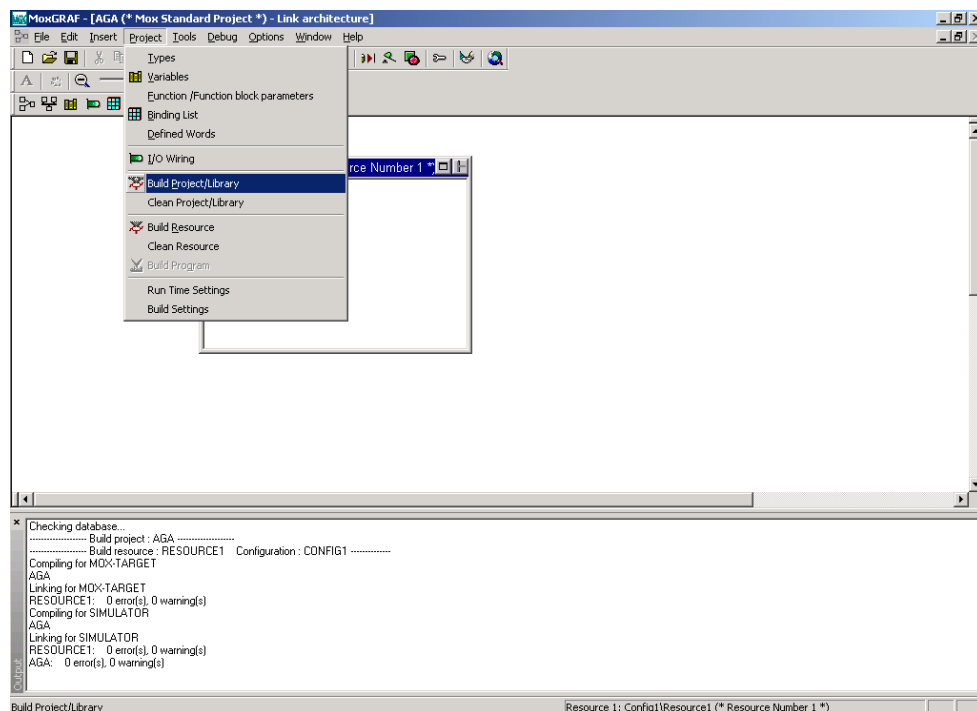 MoxGRAF - [AGA (* Mox Standard Project *) - Link architecture]
File Edit Insert Project Tools Debug Options Window Help
Types
Variables
Function /Function block parameters
Binding List
Defined Words
I/O Wiring
rce Number 1 *)
Build Project/Library
Clean Project/Library
Build Resource
Clean Resource
Build Program
Run Time Settings
Build Settings
Checking database...
-------------------- Build project : AGA --------------------
-------------------- Build resource : RESOURCE1 Configuration : CONFIG1 --------------
Compiling for MOX-TARGET
AGA
Linking for MOX-TARGET
RESOURCE1: 0 error(s), 0 warning(s)
Compiling for SIMULATOR
AGA
Linking for SIMULATOR
RESOURCE1: 0 error(s), 0 warning(s)
AGA: 0 error(s), 0 warning(s)
Output
Build Project/Library
Resource 1: Config1\Resource1 (* Resource Number 1 *)